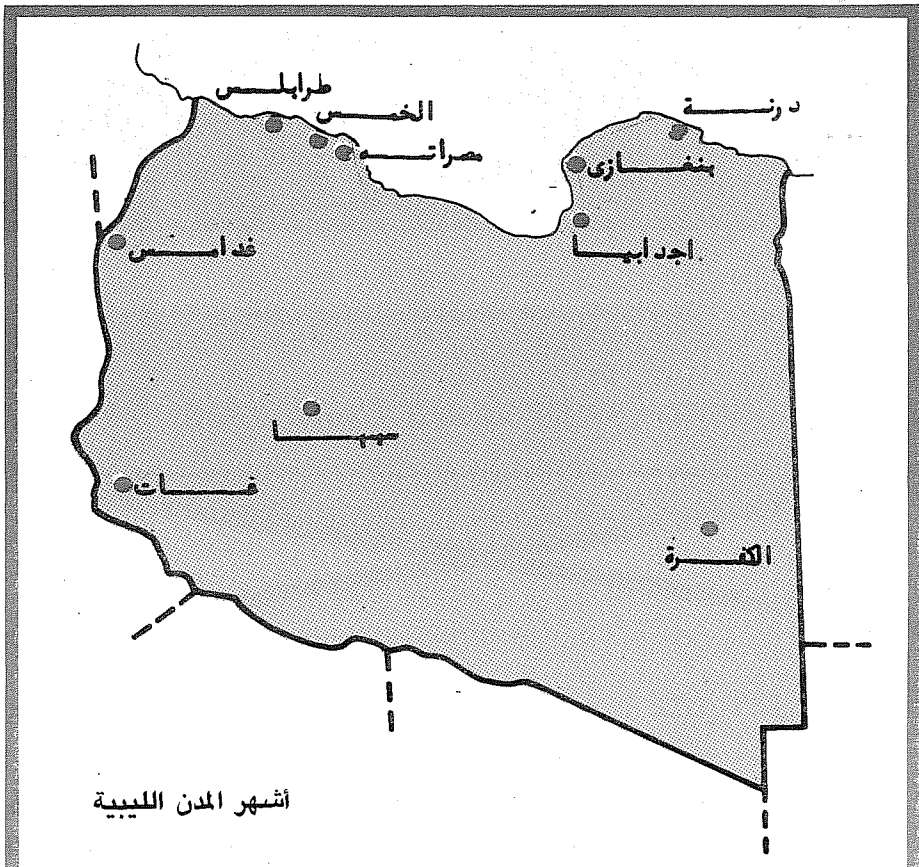 طرابلس
الخمس
مصراته
درنة
بنغازى
اجدابيا
غدامس
سبها
غات
الكفرة
أشهر المدن الليبية